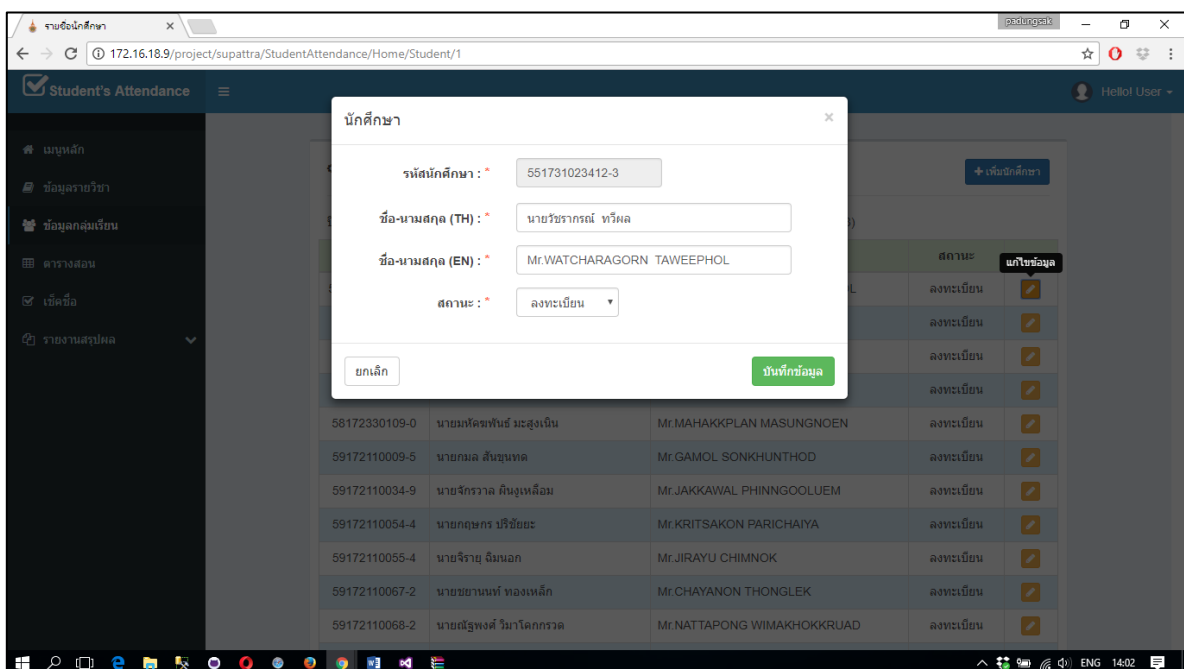 รายชื่อนักศึกษา
padungsak
172.16.18.9/project/supattra/StudentAttendance/Home/Student/1
Student's Attendance
Hello! User
เมนูหลัก
ข้อมูลรายวิชา
ข้อมูลกลุ่มเรียน
ตารางสอน
เช็คชื่อ
รายงานสรุปผล
นักศึกษา ×
รหัสนักศึกษา : * 551731023412-3
ชื่อ-นามสกุล (TH) : * นายวัชรากรณ์ ทวีผล
ชื่อ-นามสกุล (EN) : * Mr.WATCHARAGORN TAWEEPHOL
สถานะ : * ลงทะเบียน
ยกเลิก บันทึกข้อมูล
+ เพิ่มนักศึกษา
สถานะ แก้ไขข้อมูล
ลงทะเบียน
ลงทะเบียน
ลงทะเบียน
ลงทะเบียน
58172330109-0 นายมหัคฆพันธ์ มะสูงเนิน Mr.MAHAKKPLAN MASUNGNOEN ลงทะเบียน
59172110009-5 นายกมล สันขุนทด Mr.GAMOL SONKHUNTHOD ลงทะเบียน
59172110034-9 นายจักรวาล ผินงูเหลือม Mr.JAKKAWAL PHINNGOOLUEM ลงทะเบียน
59172110054-4 นายกฤษกร ปรีชัยยะ Mr.KRITSAKON PARICHAIYA ลงทะเบียน
59172110055-4 นายจิรายุ ฉิมนอก Mr.JIRAYU CHIMNOK ลงทะเบียน
59172110067-2 นายชยานนท์ ทองเหล็ก Mr.CHAYANON THONGLEK ลงทะเบียน
59172110068-2 นายณัฐพงศ์ วิมาโคกกรวด Mr.NATTAPONG WIMAKHOKKRUAD ลงทะเบียน
ENG 14:02